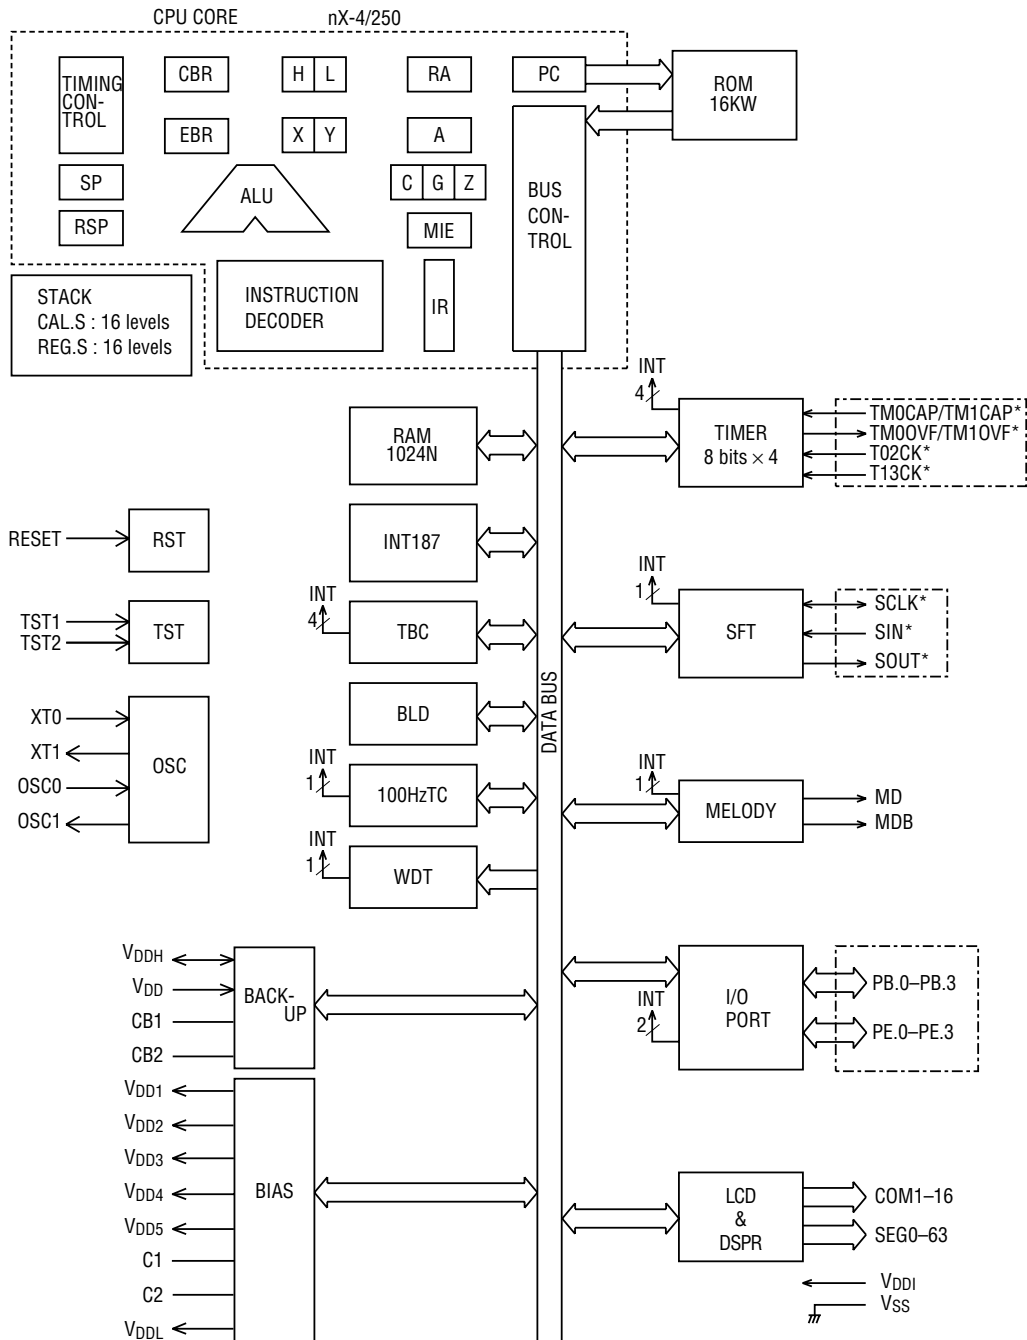 CPU CORE nX-4/250
TIMING
CON-
TROL
CBR
H L
RA
PC
ROM
16KW
EBR
X Y
A
SP
ALU
C G Z
BUS
CON-
TROL
RSP
MIE
STACK
CAL.S : 16 levels
REG.S : 16 levels
INSTRUCTION
DECODER
IR
INT
4
RAM
1024N
TIMER
8 bits × 4
TM0CAP/TM1CAP*
TM0OVF/TM1OVF*
T02CK*
T13CK*
RESET
RST
INT187
INT
1
TST1
TST2
TST
INT
4
TBC
SFT
SCLK*
SIN*
SOUT*
DATA BUS
XT0
XT1
OSC0
OSC1
OSC
BLD
INT
1
100HzTC
INT
1
MELODY
MD
MDB
INT
1
WDT
VDDH
VDD
CB1
CB2
BACK-
UP
INT
2
I/O
PORT
PB.0–PB.3
PE.0–PE.3
VDD1
VDD2
VDD3
VDD4
VDD5
C1
C2
VDDL
BIAS
LCD
&
DSPR
COM1–16
SEG0–63
VDDI
VSS